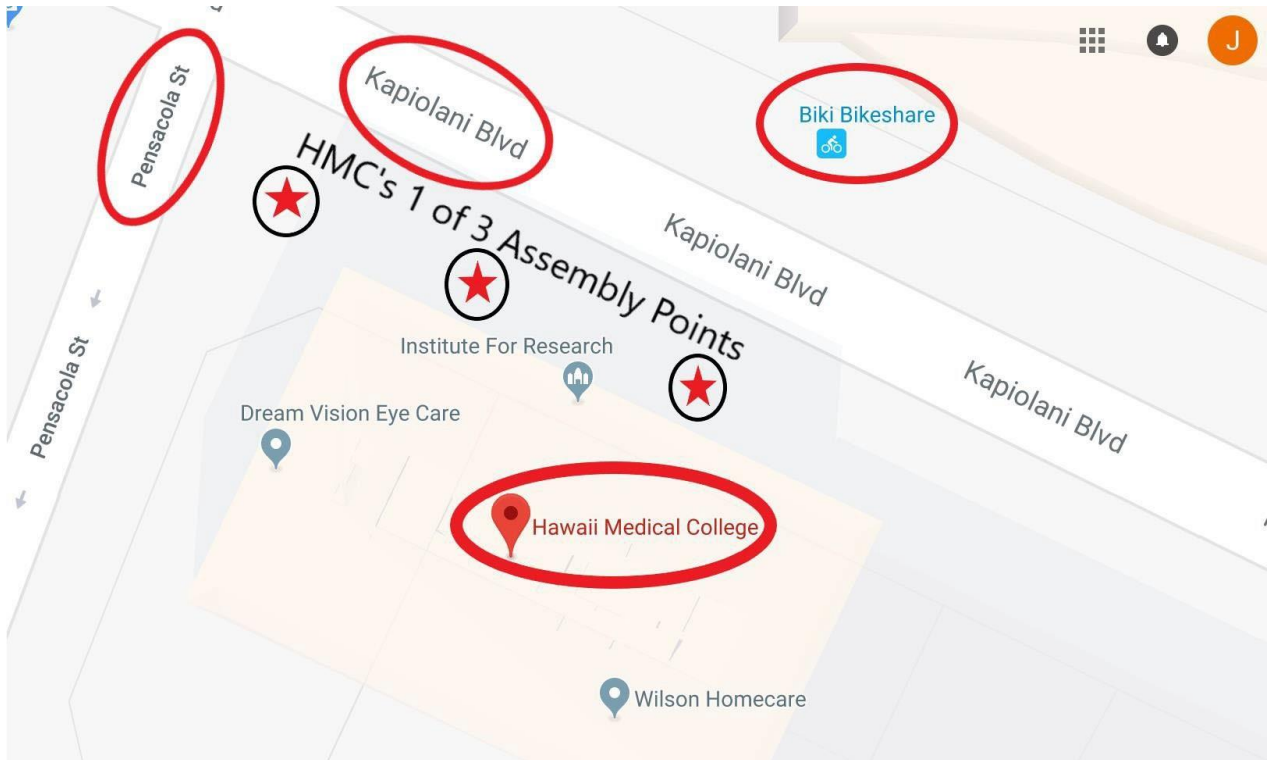 Pensacola St
Kapiolani Blvd
Biki Bikeshare
J
HMC's 1 of 3 Assembly Points
Kapiolani Blvd
Pensacola St
Institute For Research
Kapiolani Blvd
Dream Vision Eye Care
Hawaii Medical College
Wilson Homecare